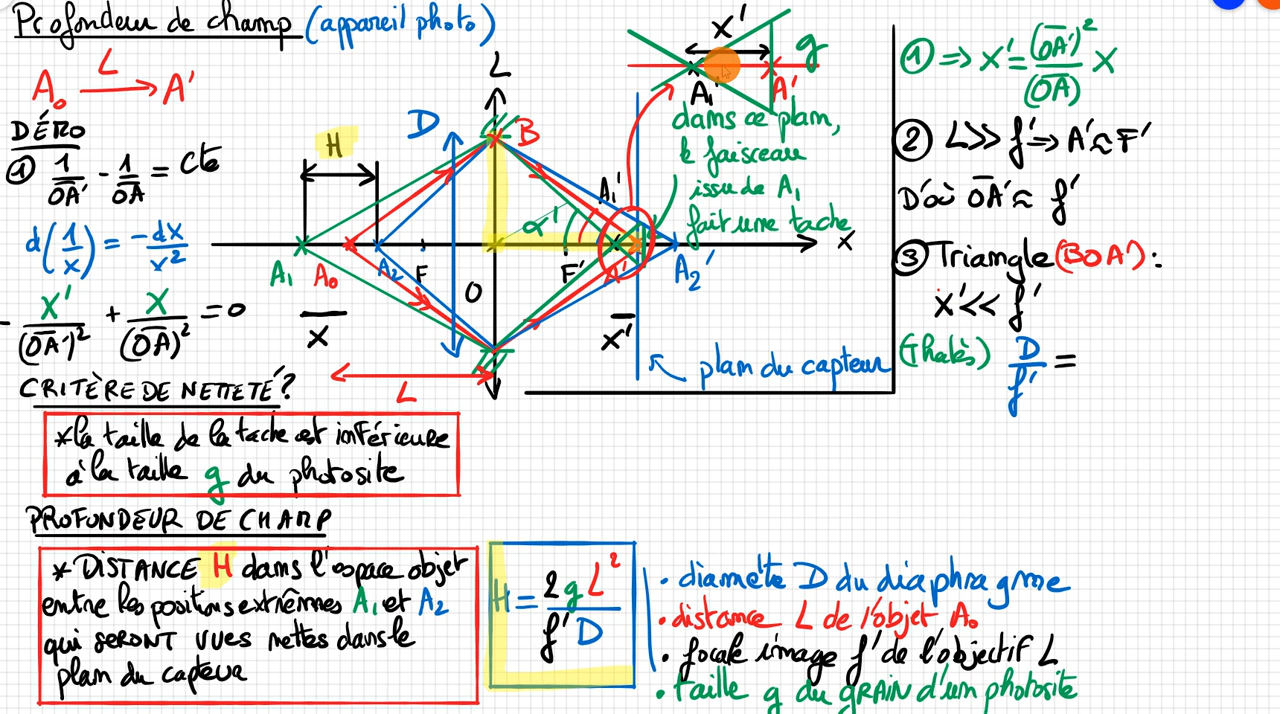 Profondeur de champ (appareil photo)
A₀ —L→ A'
DÉMO
① 1/OA' - 1/OA = Cte
d(1/x) = -dx/x²
- X'/(OA')² + X/(OA)² = 0
CRITÈRE DE NETTETÉ?
*la taille de la tache est inférieure
à la taille g du photosite
PROFONDEUR DE CHAMP
* DISTANCE H dans l'espace objet
entre les positions extrêmes A₁ et A₂
qui SERONT VUES nettes dans le
plan du capteur
H
D
L
B
α'
A₁'
A₁
A₀
A₂
F
O
F'
A'
A₂'
x
X
X'
L
plan du capteur
X'
g
A₁'
A'
dans ce plan,
le faisceau
issu de A₁
fait une tache
H = 2gL²/f'D
• diamète D du diaphragme
• distance L de l'objet A₀
• focale image f' de l'objectif L
• taille g du GRAIN d'un photosite
① => X' = (OA')²/(OA) X
② L>> f' => A' ≈ F'
D'où OA' ≈ f'
③ Triangle (BOA') :
X' << f'
(Thalès) D/f' =